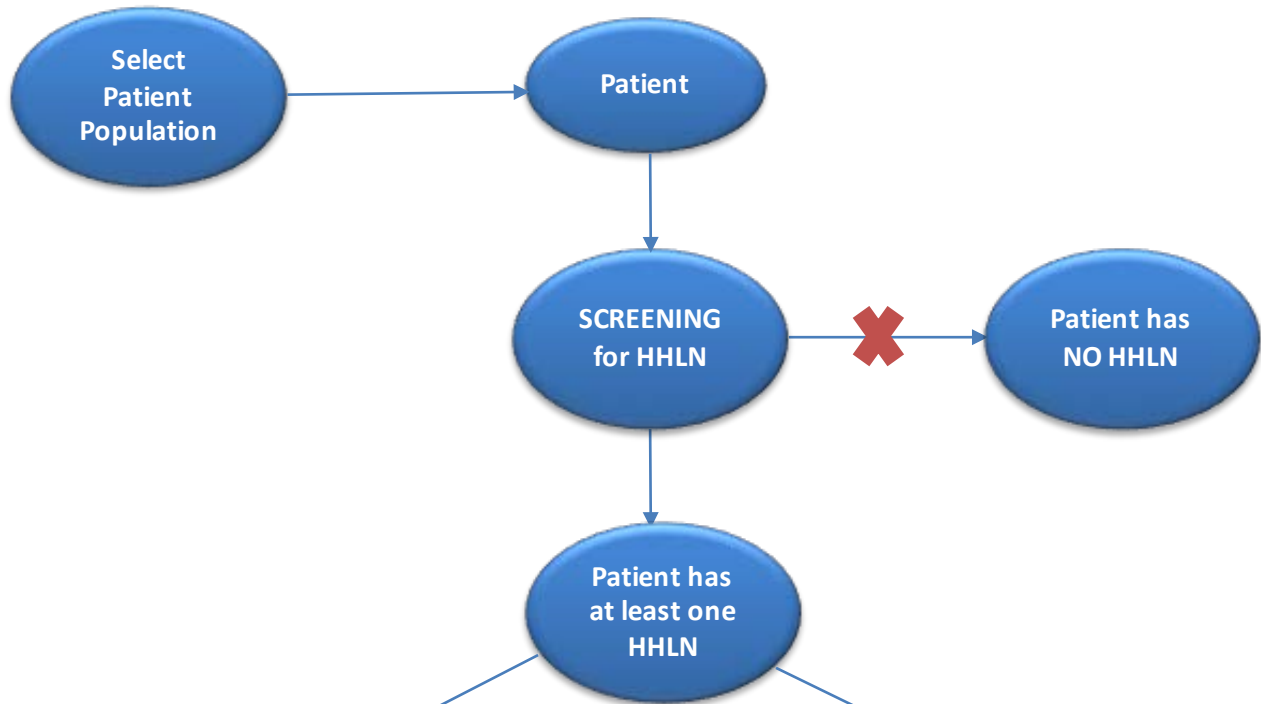 Select
Patient
Population
Patient
SCREENING
for HHLN
Patient has
NO HHLN
Patient has
at least one
HHLN